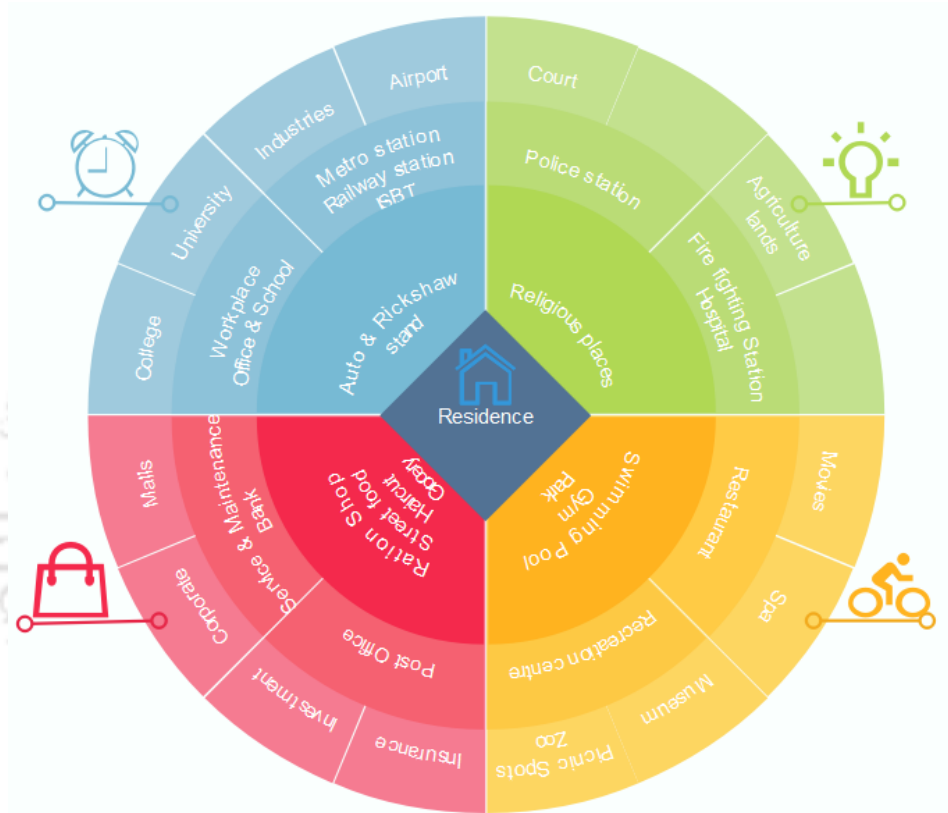 Airport
Industries
University
College
Metro station
Railway station
ISBT
Workplace
Office & School
Auto & Rickshaw
stand
Court
Police station
Agriculture
lands
Fire fighting Station
Hospital
Religious places
Residence
Malls
Corporate
Investment
Insurance
Service & Maintenance
Bank
Post Office
Grocery
Haircut
Street food
Ration Shop
Swimming Pool
Gym
Park
Restaurant
Recreation centre
Movies
Spa
Museum
Zoo
Picnic Spots